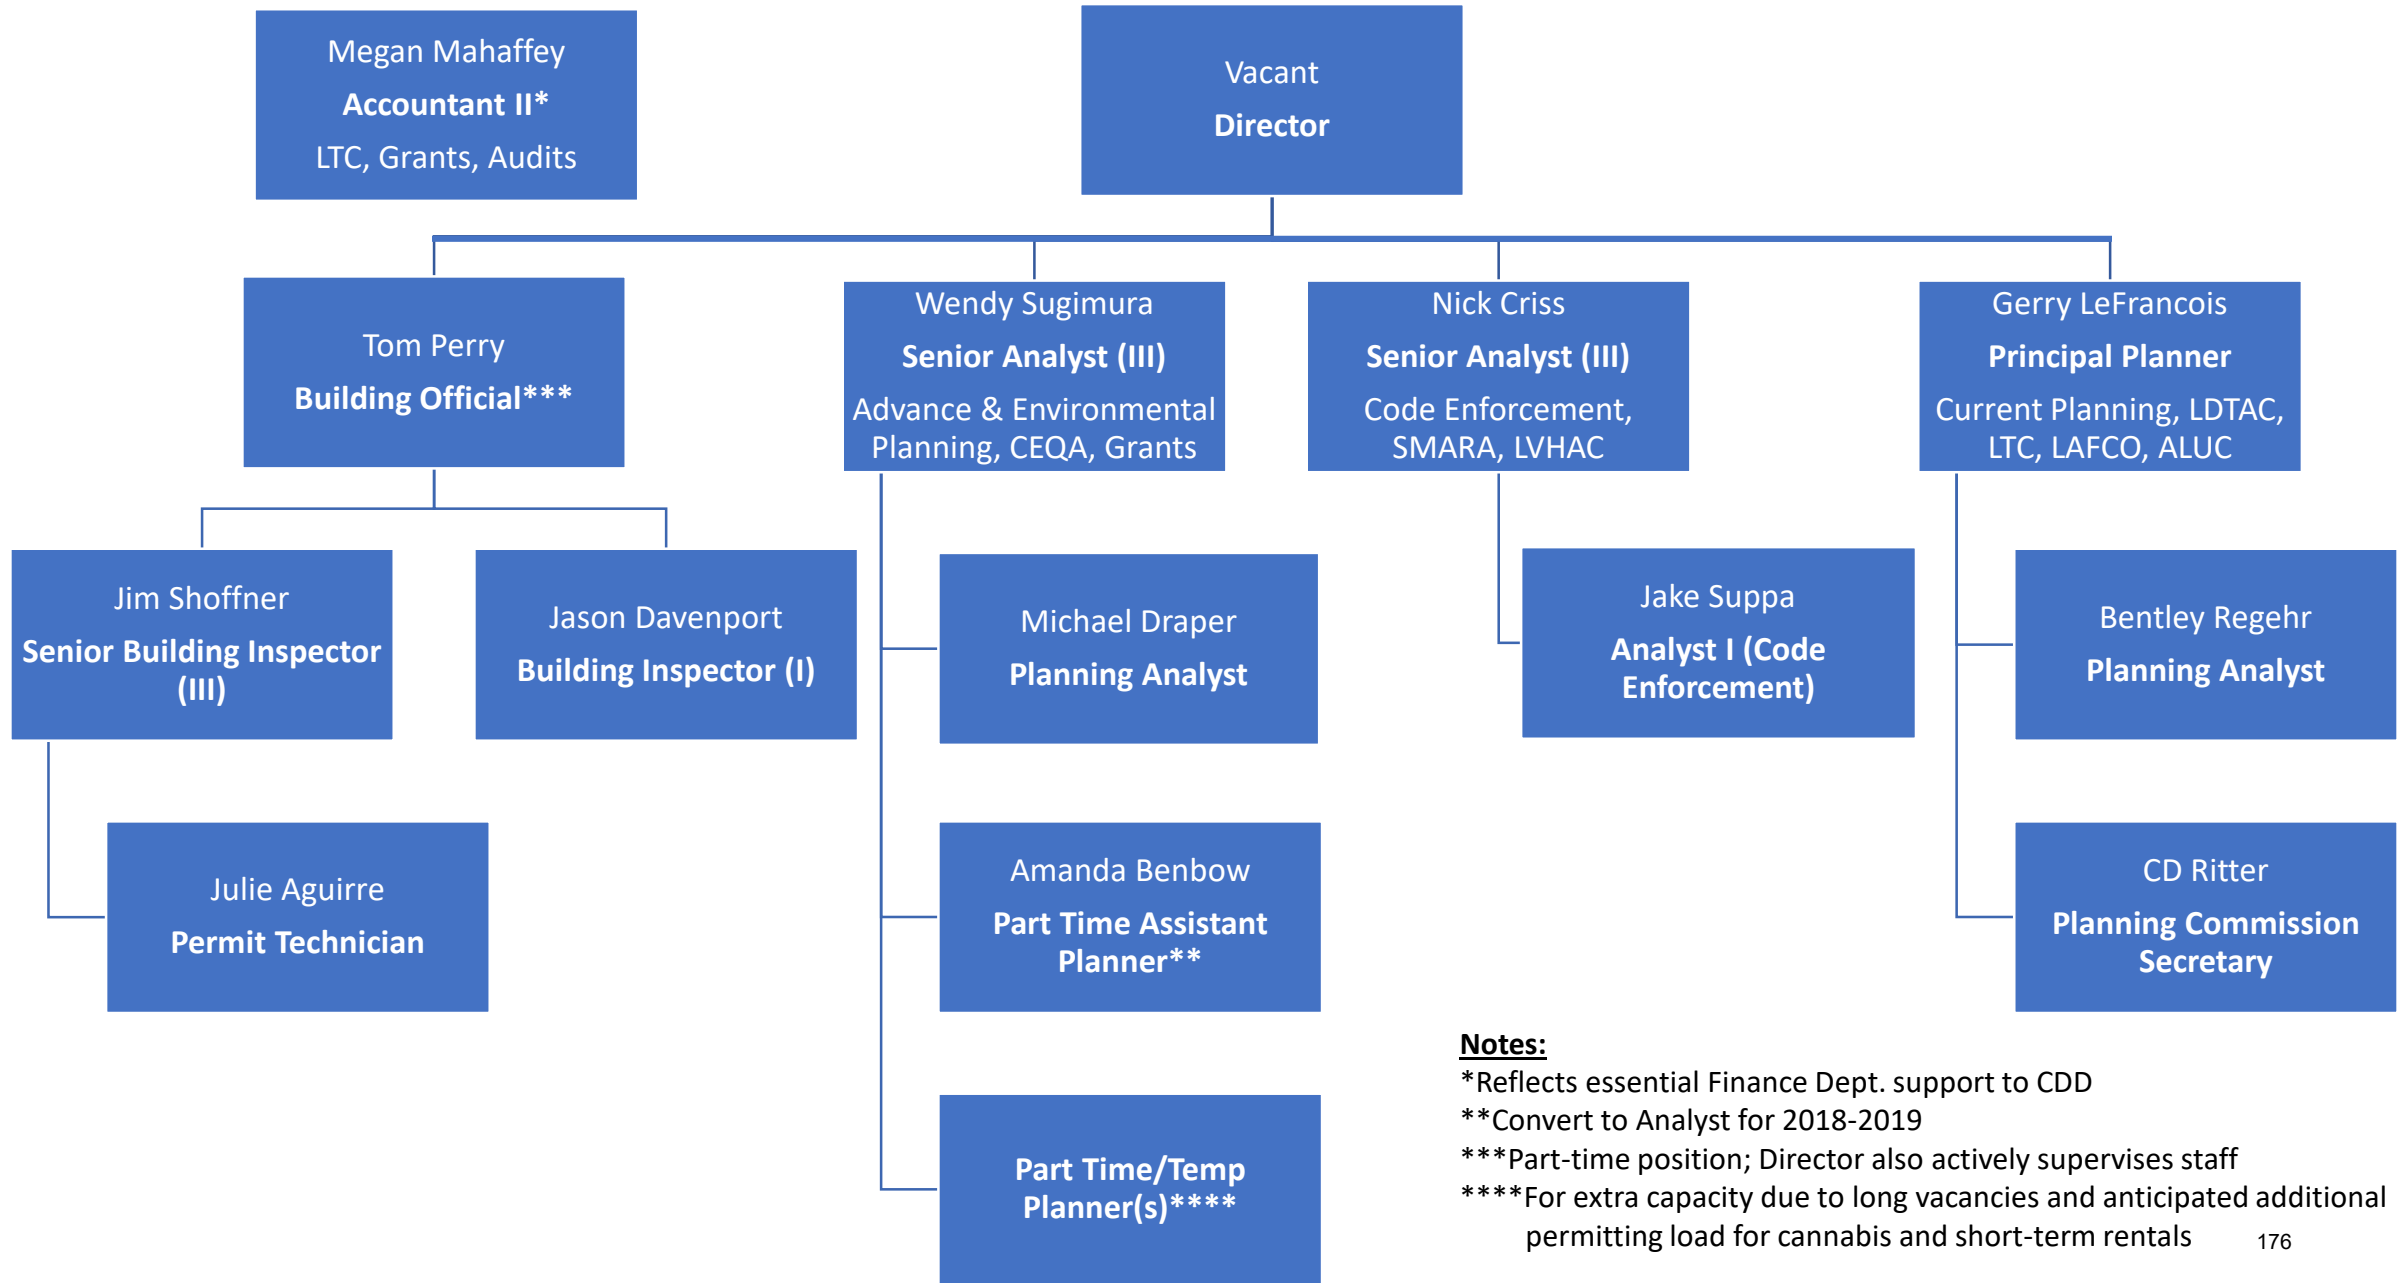 Megan Mahaffey
Accountant II*
LTC, Grants, Audits
Vacant
Director
Tom Perry
Building Official***
Wendy Sugimura
Senior Analyst (III)
Advance & Environmental
Planning, CEQA, Grants
Nick Criss
Senior Analyst (III)
Code Enforcement,
SMARA, LVHAC
Gerry LeFrancois
Principal Planner
Current Planning, LDTAC,
LTC, LAFCO, ALUC
Jim Shoffner
Senior Building Inspector
(III)
Jason Davenport
Building Inspector (I)
Michael Draper
Planning Analyst
Jake Suppa
Analyst I (Code
Enforcement)
Bentley Regehr
Planning Analyst
Julie Aguirre
Permit Technician
Amanda Benbow
Part Time Assistant
Planner**
CD Ritter
Planning Commission
Secretary
Part Time/Temp
Planner(s)****
Notes:
*Reflects essential Finance Dept. support to CDD
**Convert to Analyst for 2018-2019
***Part-time position; Director also actively supervises staff
****For extra capacity due to long vacancies and anticipated additional
permitting load for cannabis and short-term rentals
176